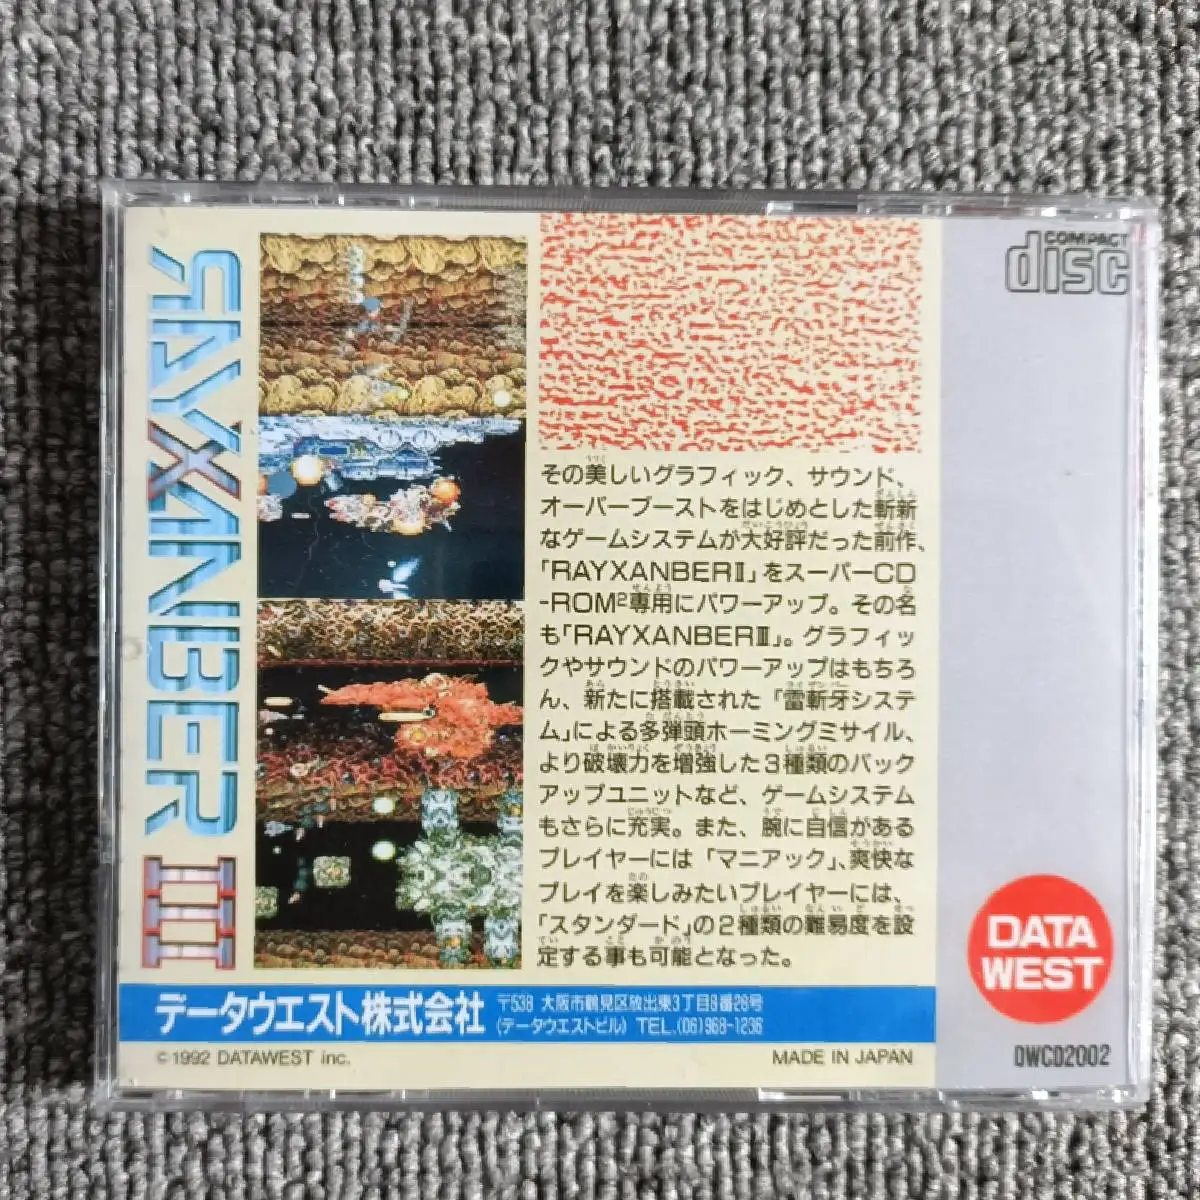 RAYXANBER III
COMPACT
disc
その美しいグラフィック、サウンド、
オーバーブーストをはじめとした斬新
なゲームシステムが大好評だった前作、
「RAYXANBERⅡ」をスーパーCD
-ROM²専用にパワーアップ。その名
も「RAYXANBERⅢ」。グラフィッ
クやサウンドのパワーアップはもちろ
ん、新たに搭載された「雷斬牙システ
ム」による多弾頭ホーミングミサイル、
より破壊力を増強した3種類のバック
アップユニットなど、ゲームシステム
もさらに充実。また、腕に自信がある
プレイヤーには「マニアック」、爽快な
プレイを楽しみたいプレイヤーには、
「スタンダード」の2種類の難易度を設
定する事も可能となった。
DATA
WEST
データウエスト株式会社
〒538 大阪市鶴見区放出東3丁目8番26号
(データウエストビル) TEL.(06)968-1236
©1992 DATAWEST inc.
MADE IN JAPAN
DWCD2002